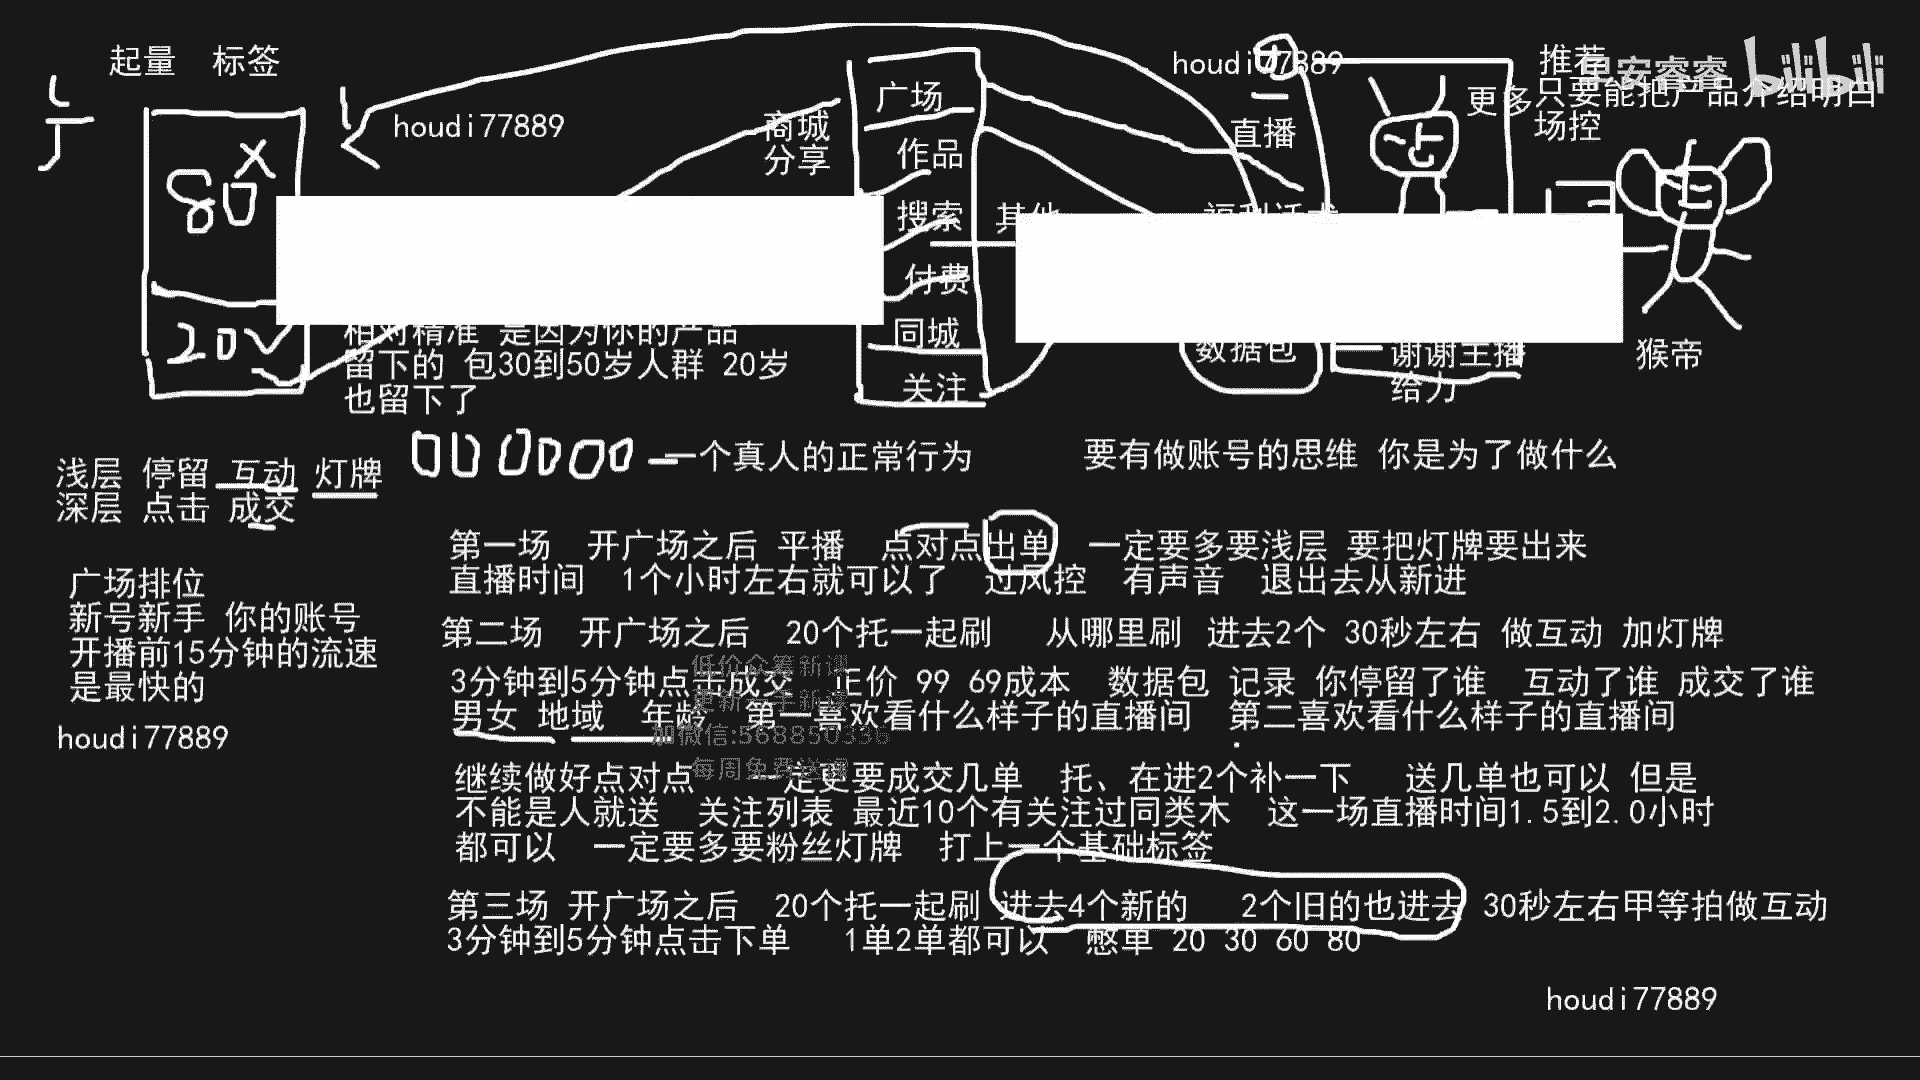 起量 标签
houdi77889
商城
分享
广场
作品
搜索
付费
同城
关注
其他
houdi77889
直播
福利话术
数据包
推荐
更多
场控
只要能把产品介绍明白
早安睿睿 bilibili
谢谢主播
给力
猴帝
80
20
相对精准 是因为你的产品
留下的 包30到50岁人群 20岁
也留下了
浅层 停留 互动 灯牌
深层 点击 成交
一个真人的正常行为
要有做账号的思维 你是为了做什么
广场排位
新号新手 你的账号
开播前15分钟的流速
是最快的
houdi77889
第一场 开广场之后 平播 点对点出单 一定要多要浅层 要把灯牌要出来
直播时间 1个小时左右就可以了 过风控 有声音 退出去从新进
第二场 开广场之后 20个托一起刷 从哪里刷 进去2个 30秒左右 做互动 加灯牌
3分钟到5分钟点击成交 正价 99 69成本 数据包 记录 你停留了谁 互动了谁 成交了谁
男女 地域 年龄 第一喜欢看什么样子的直播间 第二喜欢看什么样子的直播间
低价众筹新课
更新一手新课
加微信:568850336
每周免费送课
继续做好点对点 一定更要成交几单 托、在进2个补一下 送几单也可以 但是
不能是人就送 关注列表 最近10个有关注过同类木 这一场直播时间1.5到2.0小时
都可以 一定要多要粉丝灯牌 打上一个基础标签
第三场 开广场之后 20个托一起刷 进去4个新的 2个旧的也进去 30秒左右甲等拍做互动
3分钟到5分钟点击下单 1单2单都可以 憋单 20 30 60 80
houdi77889